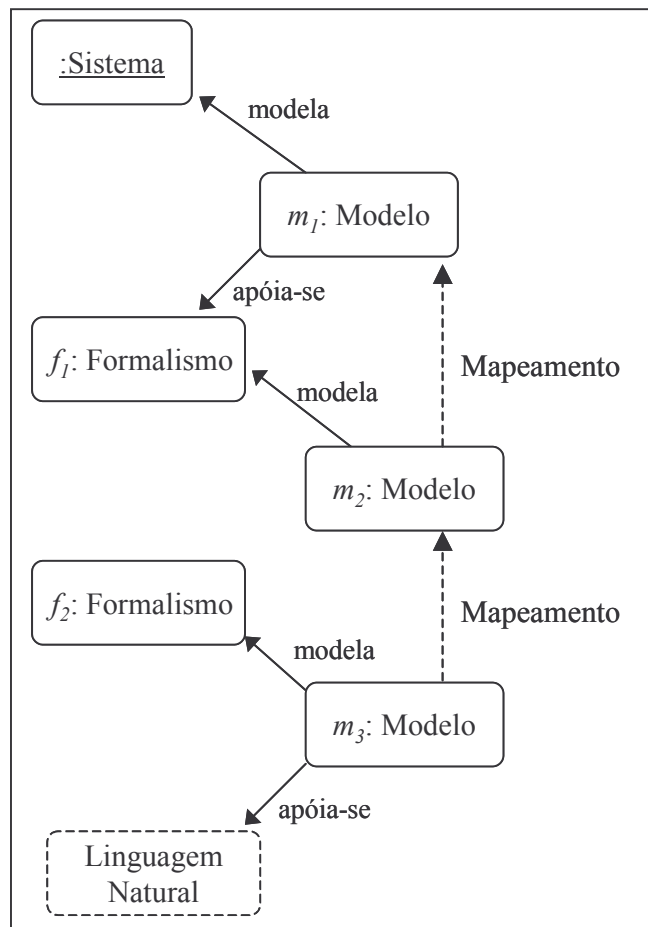 :Sistema
modela
m1: Modelo
apóia-se
f1: Formalismo
modela
Mapeamento
m2: Modelo
f2: Formalismo
Mapeamento
modela
m3: Modelo
apóia-se
Linguagem
Natural